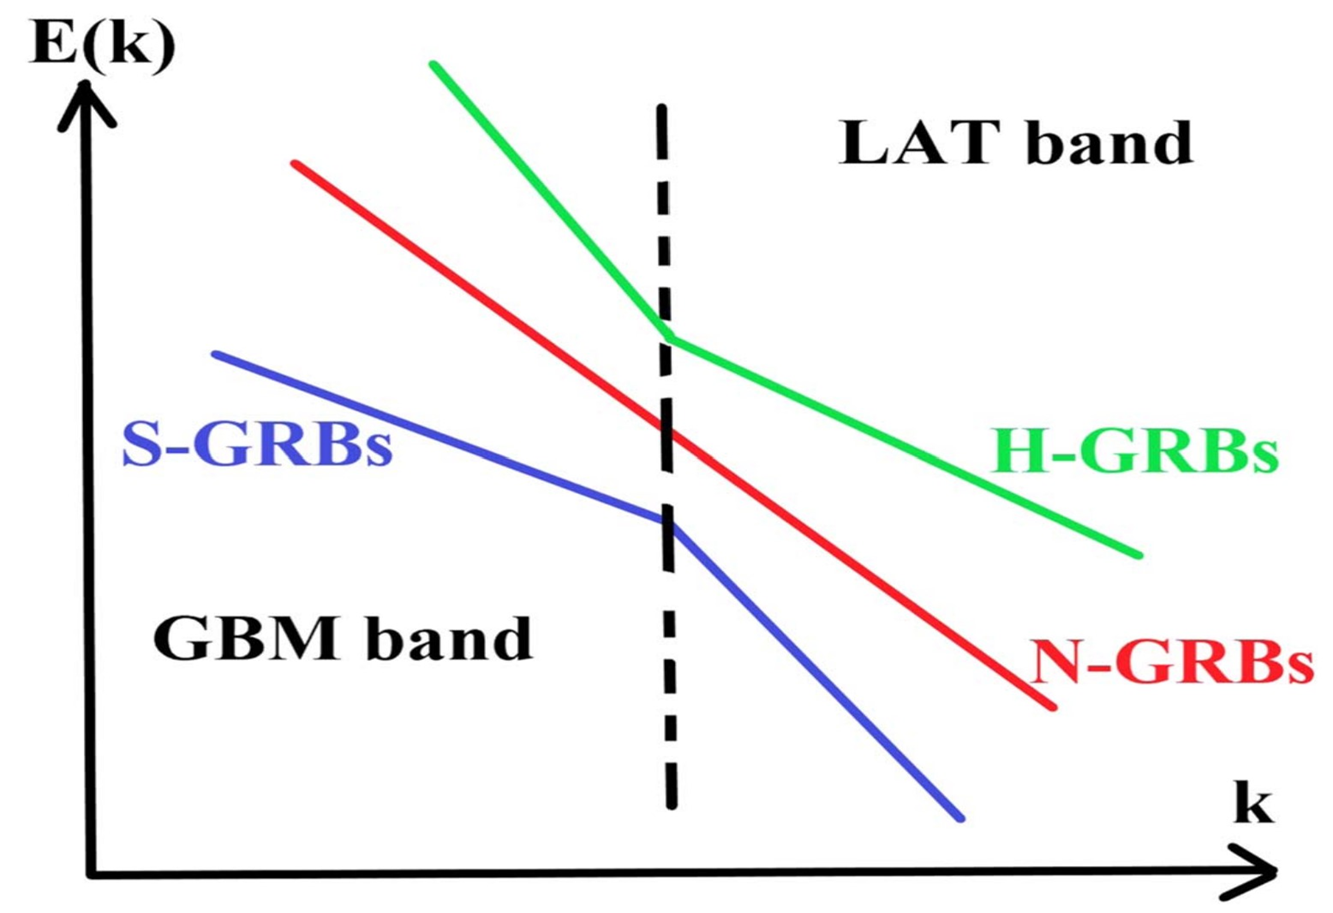 E(k)
LAT band
S-GRBs
H-GRBs
GBM band
N-GRBs
k